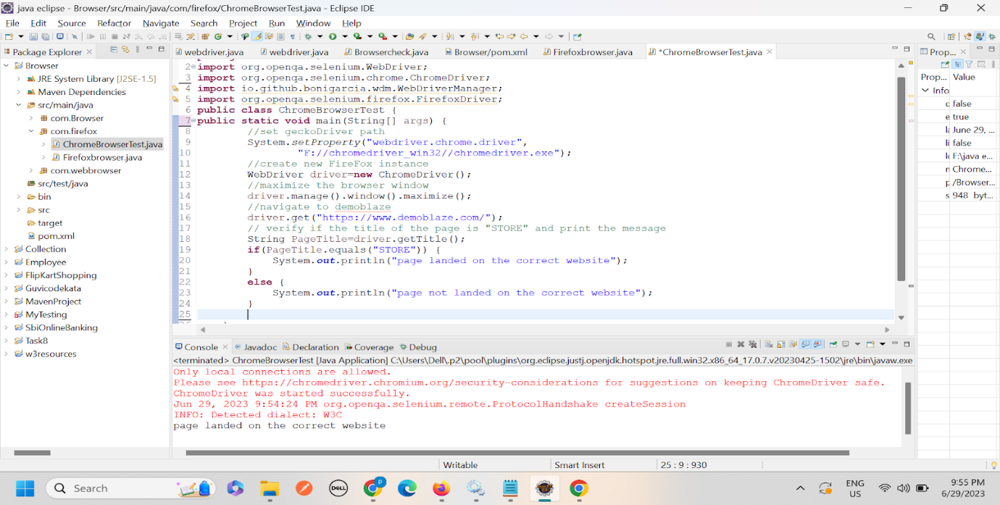 java eclipse - Browser/src/main/java/com/firefox/ChromeBrowserTest.java - Eclipse IDE
File Edit Source Refactor Navigate Search Project Run Window Help
Package Explorer
webdriver.java webdriver.java Browsercheck.java Browser/pom.xml Firefoxbrowser.java *ChromeBrowserTest.java
Prop...
Browser
JRE System Library [J2SE-1.5]
Maven Dependencies
src/main/java
com.Browser
com.firefox
ChromeBrowserTest.java
Firefoxbrowser.java
com.webbrowser
src/test/java
bin
src
target
pom.xml
Collection
Employee
FlipKartShopping
Guvicodekata
MavenProject
MyTesting
SbiOnlineBanking
Task8
w3resources
2 import org.openqa.selenium.WebDriver;
3 import org.openqa.selenium.chrome.ChromeDriver;
4 import io.github.bonigarcia.wdm.WebDriverManager;
5 import org.openqa.selenium.firefox.FirefoxDriver;
6 public class ChromeBrowserTest {
7 public static void main(String[] args) {
8 //set geckoDriver path
9 System.setProperty("webdriver.chrome.driver",
10 "F://chromedriver_win32//chromedriver.exe");
11 //create new FireFox instance
12 WebDriver driver=new ChromeDriver();
13 //maximize the browser window
14 driver.manage().window().maximize();
15 //navigate to demoblaze
16 driver.get("https://www.demoblaze.com/");
17 // verify if the title of the page is "STORE" and print the message
18 String PageTitle=driver.getTitle();
19 if(PageTitle.equals("STORE")) {
20 System.out.println("page landed on the correct website");
21 }
22 else {
23 System.out.println("page not landed on the correct website");
24 }
25
Prop... Value
Info
false
true
June 29, ...
false
F:\java e...
Chrome...
/Browser...
948 byt...
Console Javadoc Declaration Coverage Debug
<terminated> ChromeBrowserTest [Java Application] C:\Users\Dell\.p2\pool\plugins\org.eclipse.justj.openjdk.hotspot.jre.full.win32.x86_64_17.0.7.v20230425-1502\jre\bin\javaw.exe
Only local connections are allowed.
Please see https://chromedriver.chromium.org/security-considerations for suggestions on keeping ChromeDriver safe.
ChromeDriver was started successfully.
Jun 29, 2023 9:54:24 PM org.openqa.selenium.remote.ProtocolHandshake createSession
INFO: Detected dialect: W3C
page landed on the correct website
Writable Smart Insert 25 : 9 : 930
Search
DELL
P
ENG
US
9:55 PM
6/29/2023